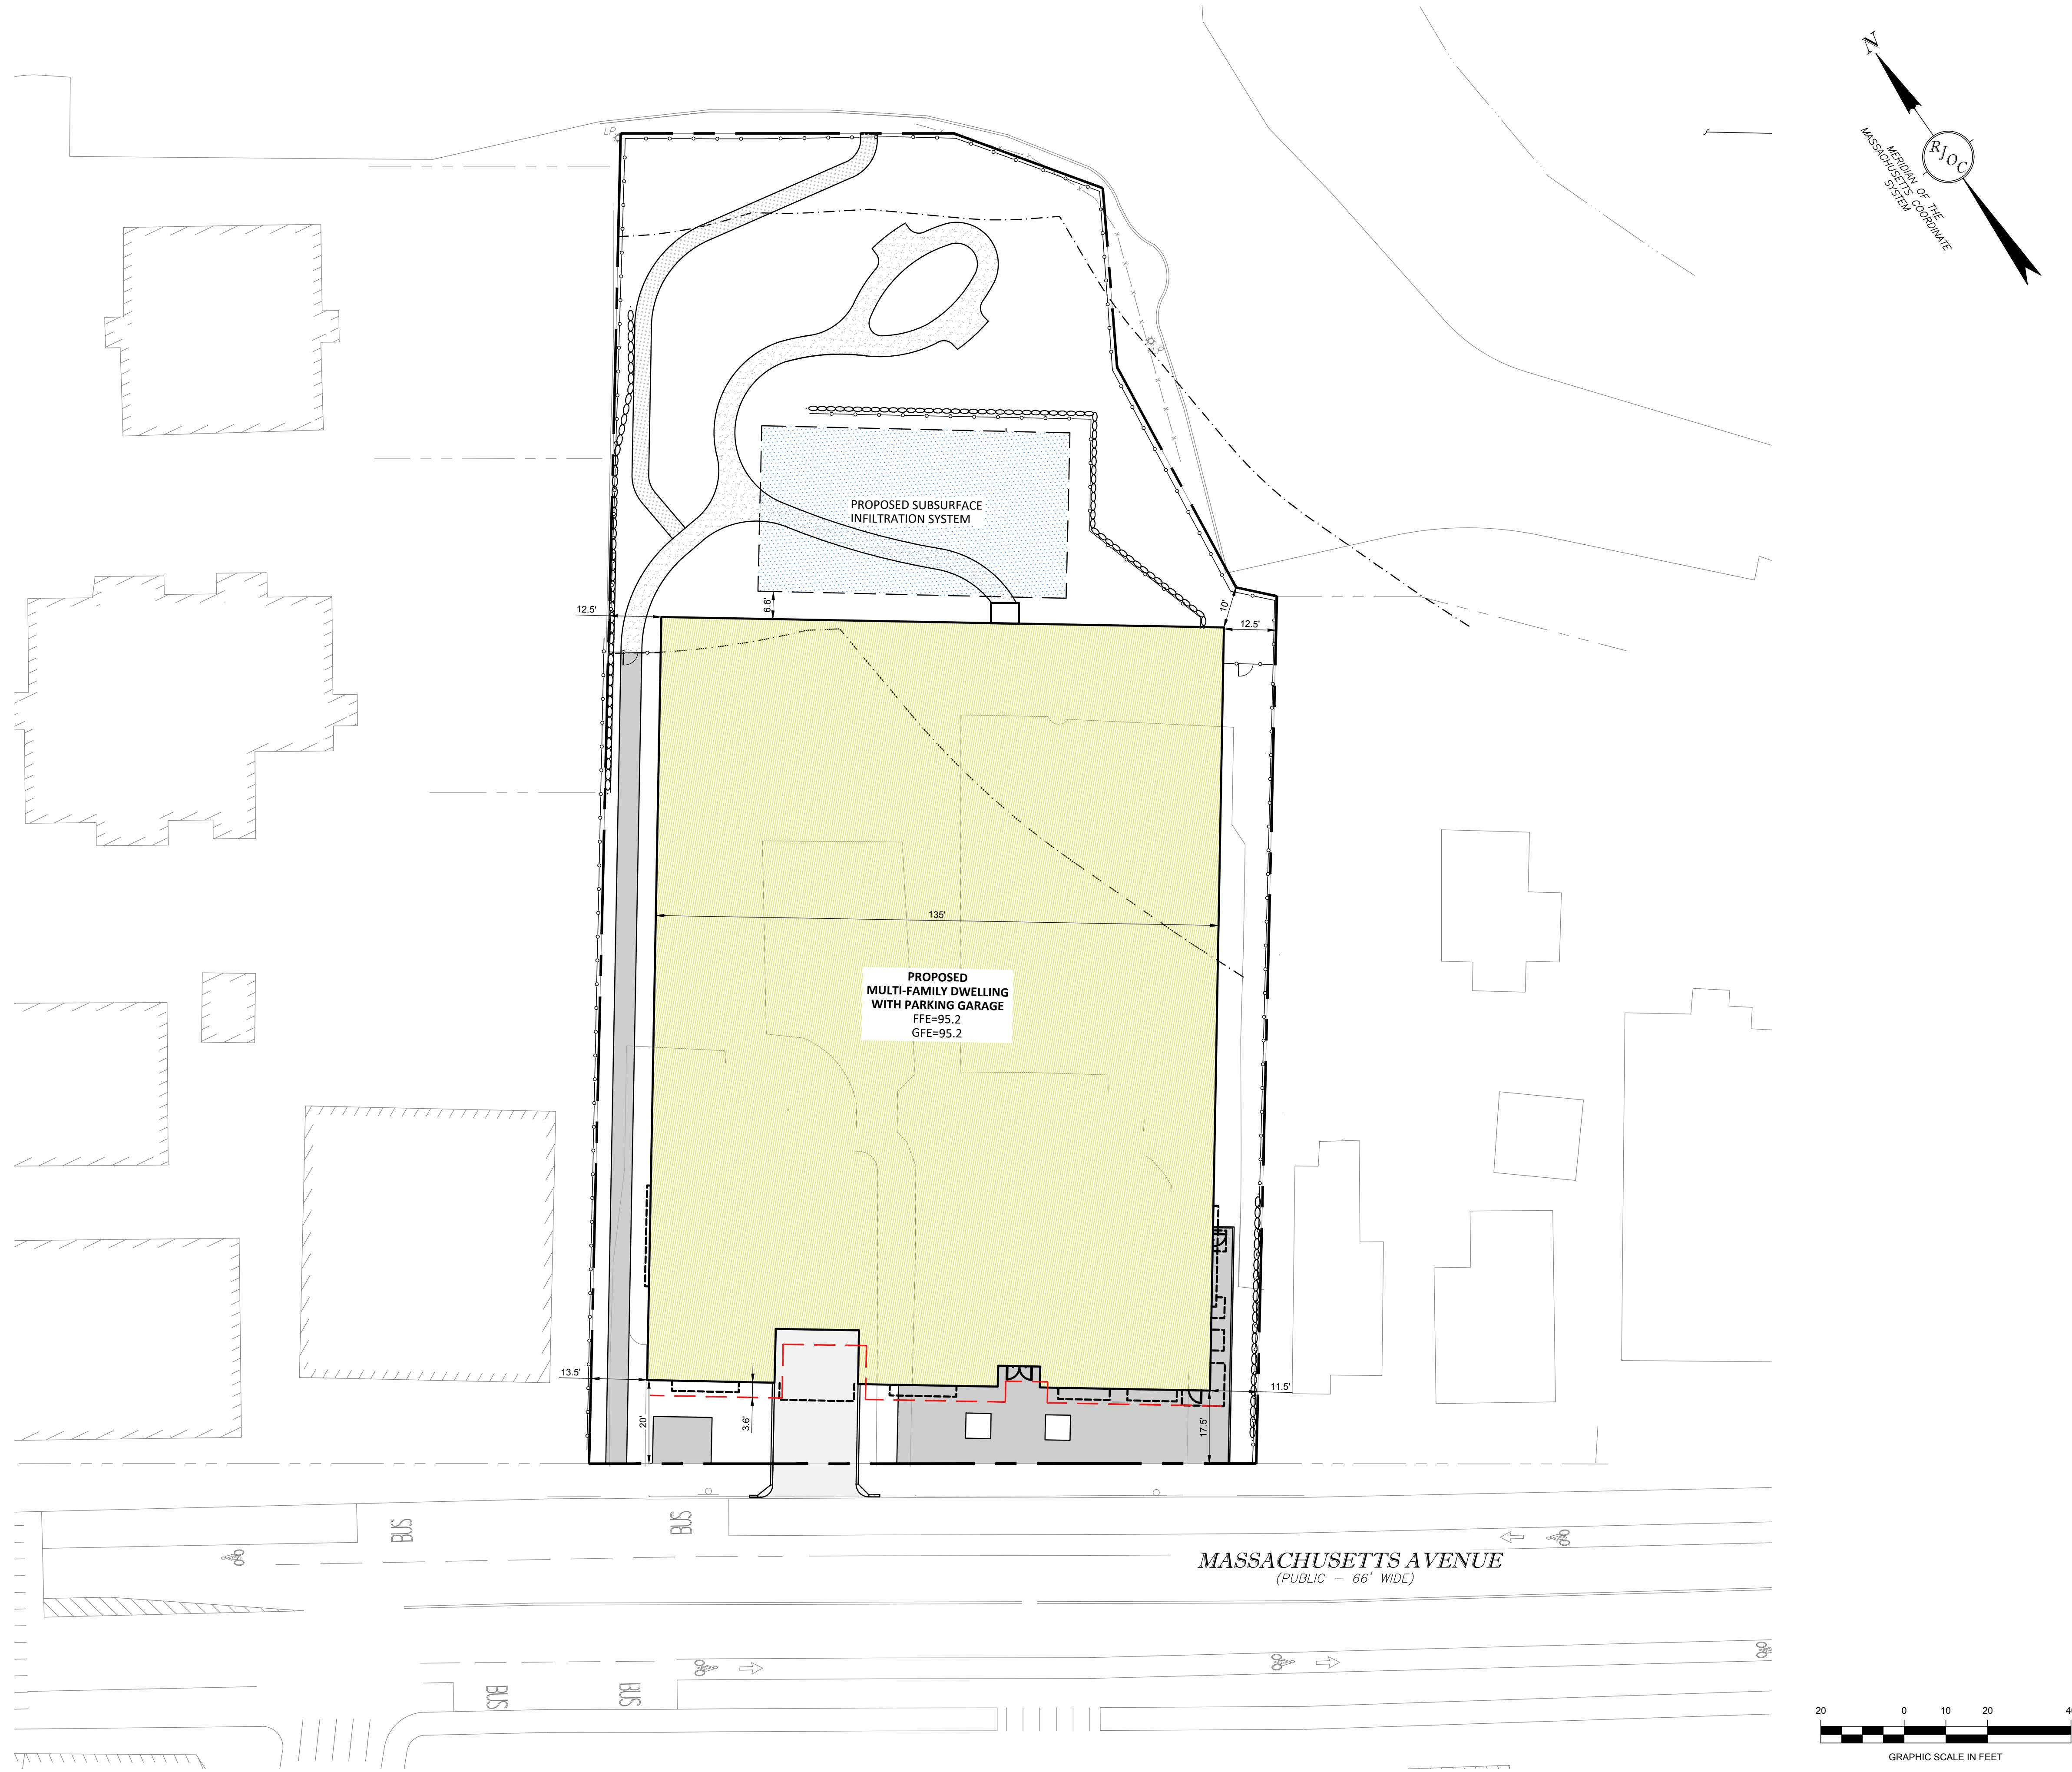 N
RJOC
MERIDIAN OF THE
MASSACHUSETTS COORDINATE
SYSTEM
LP
LP
PROPOSED SUBSURFACE
INFILTRATION SYSTEM
12.5'
6.6'
10'
12.5'
135'
PROPOSED
MULTI-FAMILY DWELLING
WITH PARKING GARAGE
FFE=95.2
GFE=95.2
13.5'
20'
3.6'
17.5'
11.5'
BUS
BUS
MASSACHUSETTS AVENUE
(PUBLIC – 66' WIDE)
BUS
BUS
20 0 10 20
GRAPHIC SCALE IN FEET